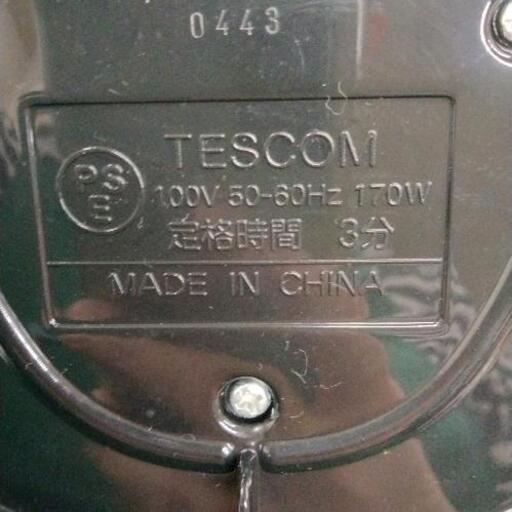 0443
TESCOM
PS
E
100V 50-60Hz 170W
定格時間 3分
MADE IN CHINA